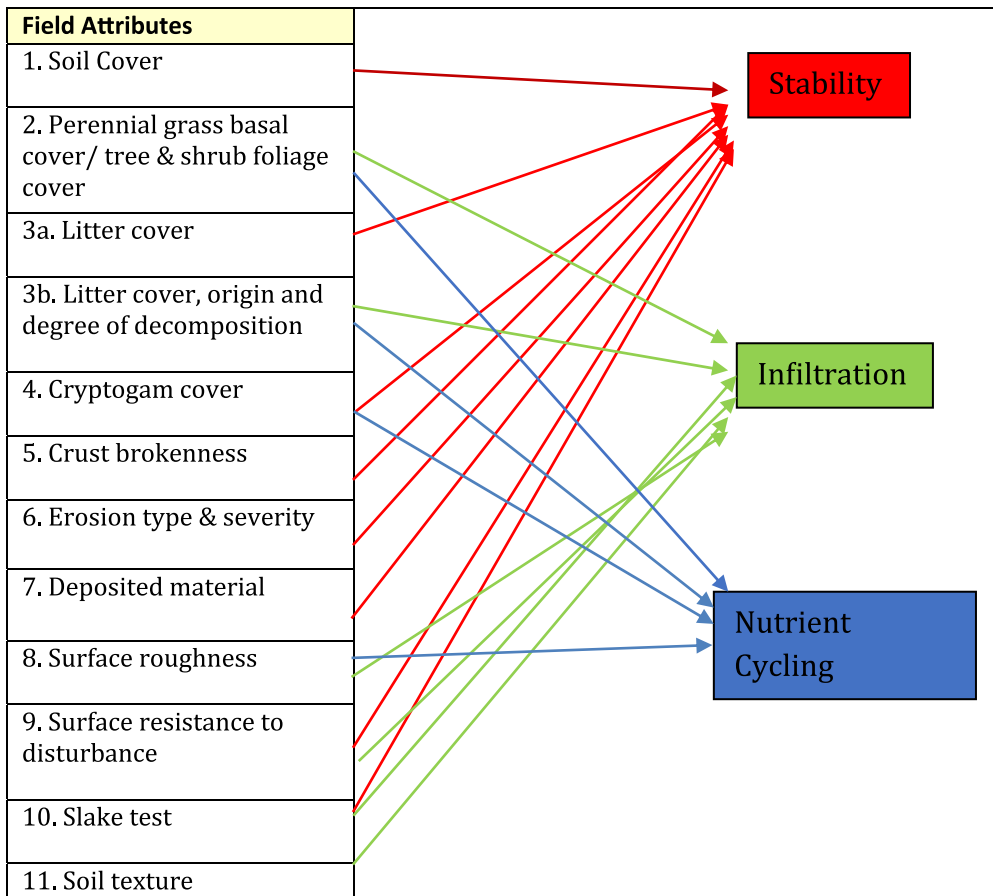 Field Attributes
1. Soil Cover
2. Perennial grass basal
cover/ tree & shrub foliage
cover
3a. Litter cover
3b. Litter cover, origin and
degree of decomposition
4. Cryptogam cover
5. Crust brokenness
6. Erosion type & severity
7. Deposited material
8. Surface roughness
9. Surface resistance to
disturbance
10. Slake test
11. Soil texture
Stability
Infiltration
Nutrient
Cycling